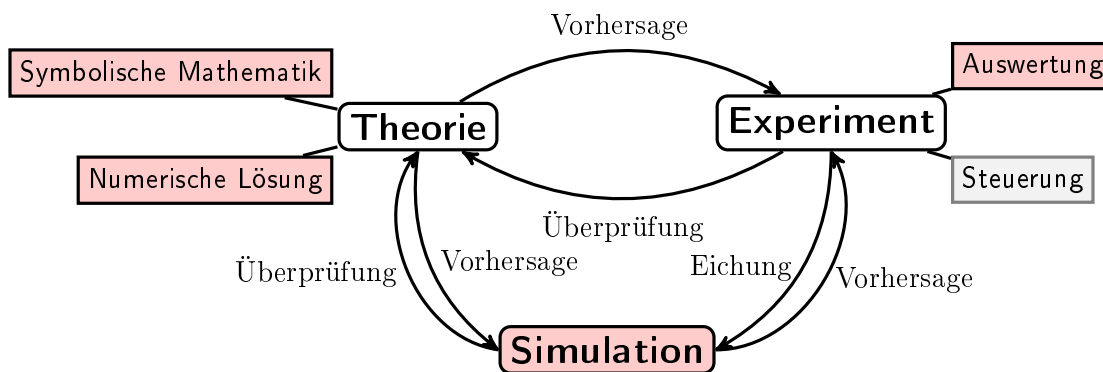 Vorhersage
Symbolische Mathematik
Auswertung
Theorie
Experiment
Numerische Lösung
Steuerung
Überprüfung
Überprüfung
Vorhersage
Eichung
Vorhersage
Simulation